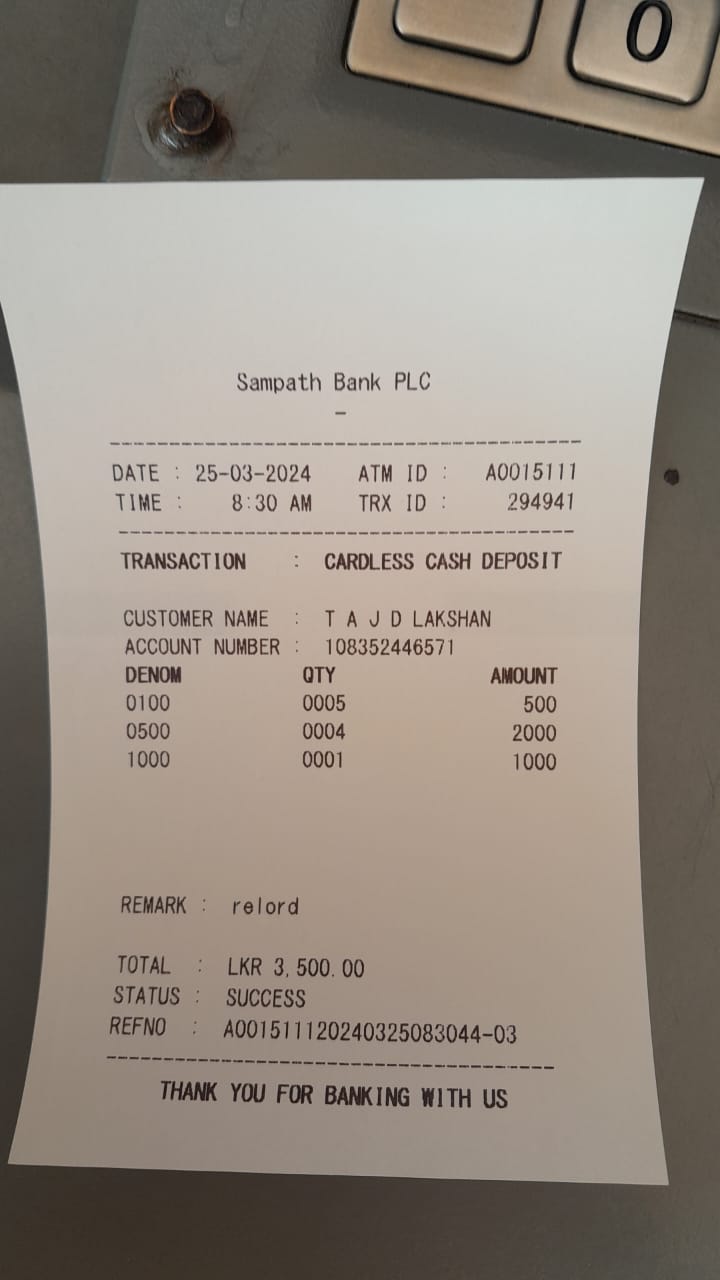 0
Sampath Bank PLC
-
DATE : 25-03-2024 ATM ID : A0015111
TIME : 8:30 AM TRX ID : 294941
TRANSACTION : CARDLESS CASH DEPOSIT
CUSTOMER NAME : T A J D LAKSHAN
ACCOUNT NUMBER : 108352446571
DENOM QTY AMOUNT
0100 0005 500
0500 0004 2000
1000 0001 1000
REMARK : relord
TOTAL : LKR 3,500.00
STATUS : SUCCESS
REFNO : A001511120240325083044-03
THANK YOU FOR BANKING WITH US